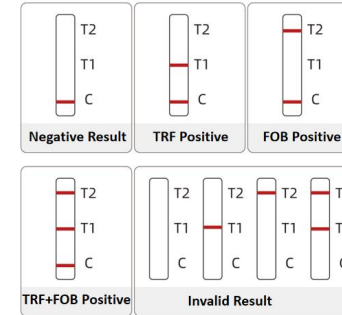 T2
T1
C
Negative Result
T2
T1
C
TRF Positive
T2
T1
C
FOB Positive
T2
T1
C
TRF+FOB Positive
T2
T1
C
T2
T1
C
T2
T1
C
Invalid Result